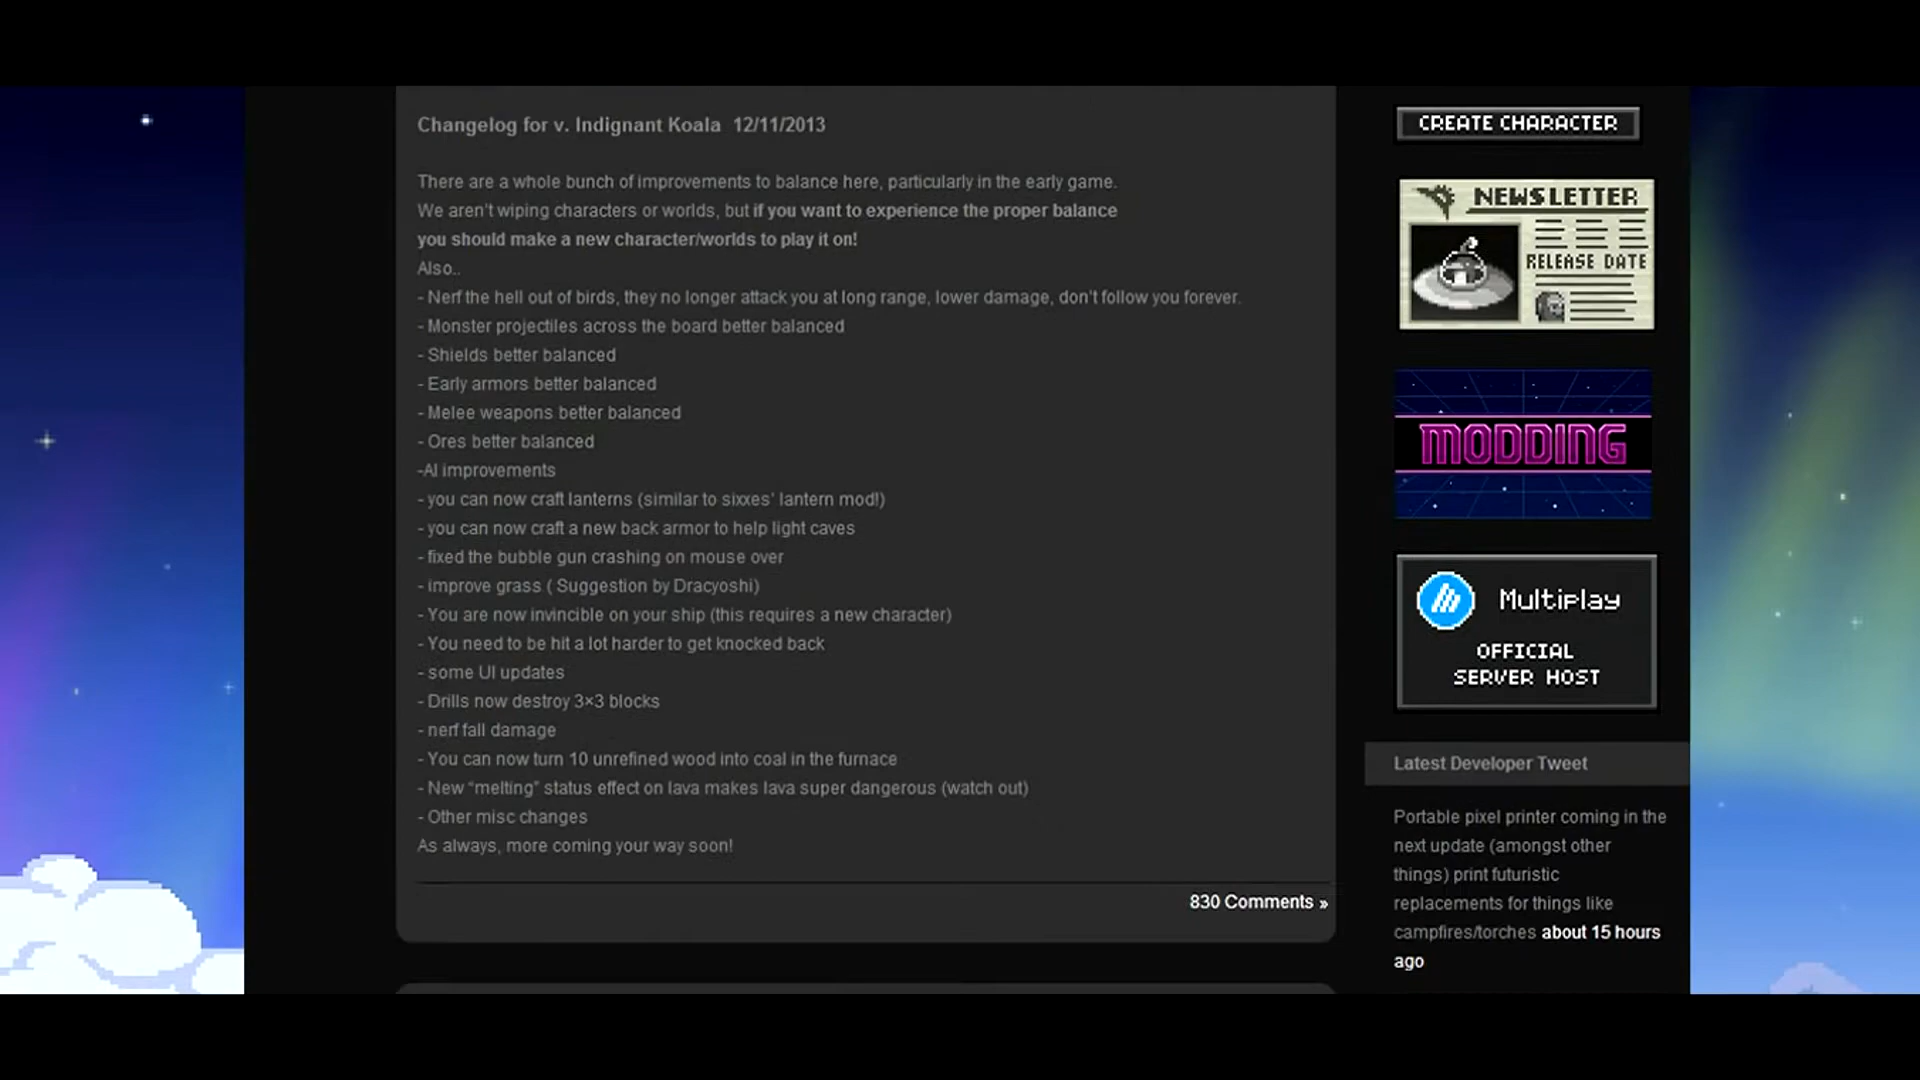 Changelog for v. Indignant Koala 12/11/2013
There are a whole bunch of improvements to balance here, particularly in the early game.
We aren't wiping characters or worlds, but if you want to experience the proper balance
you should make a new character/worlds to play it on!
Also..
- Nerf the hell out of birds, they no longer attack you at long range, lower damage, don't follow you forever.
- Monster projectiles across the board better balanced
- Shields better balanced
- Early armors better balanced
- Melee weapons better balanced
- Ores better balanced
-AI improvements
- you can now craft lanterns (similar to sixxes' lantern mod!)
- you can now craft a new back armor to help light caves
- fixed the bubble gun crashing on mouse over
- improve grass ( Suggestion by Dracyoshi)
- You are now invincible on your ship (this requires a new character)
- You need to be hit a lot harder to get knocked back
- some UI updates
- Drills now destroy 3×3 blocks
- nerf fall damage
- You can now turn 10 unrefined wood into coal in the furnace
- New “melting” status effect on lava makes lava super dangerous (watch out)
- Other misc changes
As always, more coming your way soon!
830 Comments »
CREATE CHARACTER
NEWSLETTER
RELEASE DATE
MODDING
Multiplay
OFFICIAL
SERVER HOST
Latest Developer Tweet
Portable pixel printer coming in the
next update (amongst other
things) print futuristic
replacements for things like
campfires/torches about 15 hours
ago